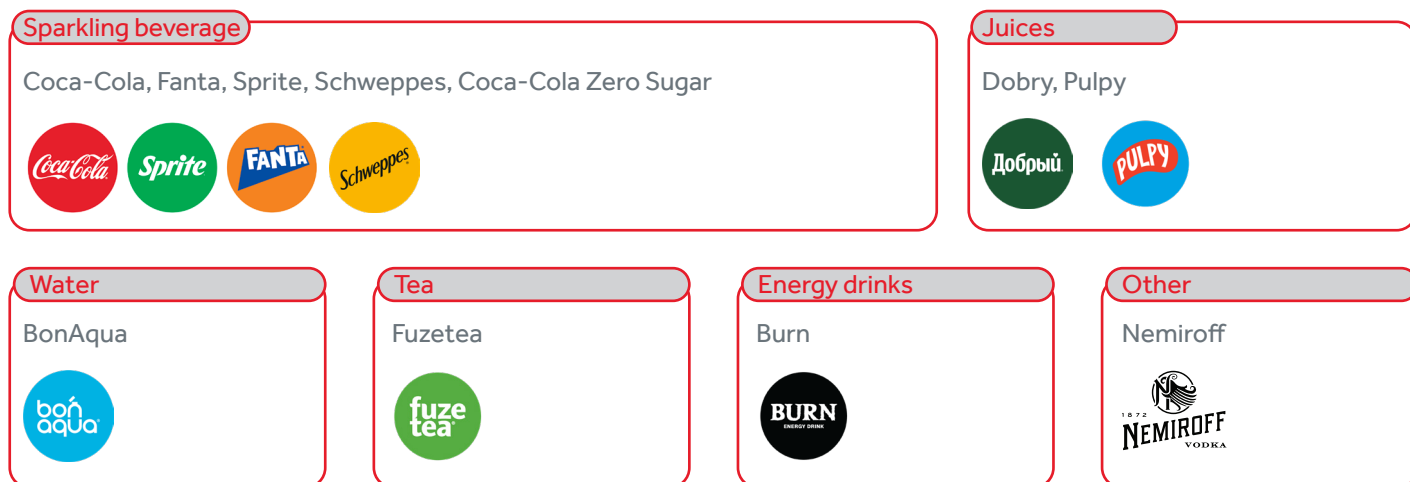 Sparkling beverage
Coca-Cola, Fanta, Sprite, Schweppes, Coca-Cola Zero Sugar
Coca-Cola
Sprite
FANTA
Schweppes
Juices
Dobry, Pulpy
Добрый
PULPY
Water
BonAqua
bon
aqua
Tea
Fuzetea
fuze
tea
Energy drinks
Burn
BURN
ENERGY DRINK
Other
Nemiroff
1872
NEMIROFF
VODKA